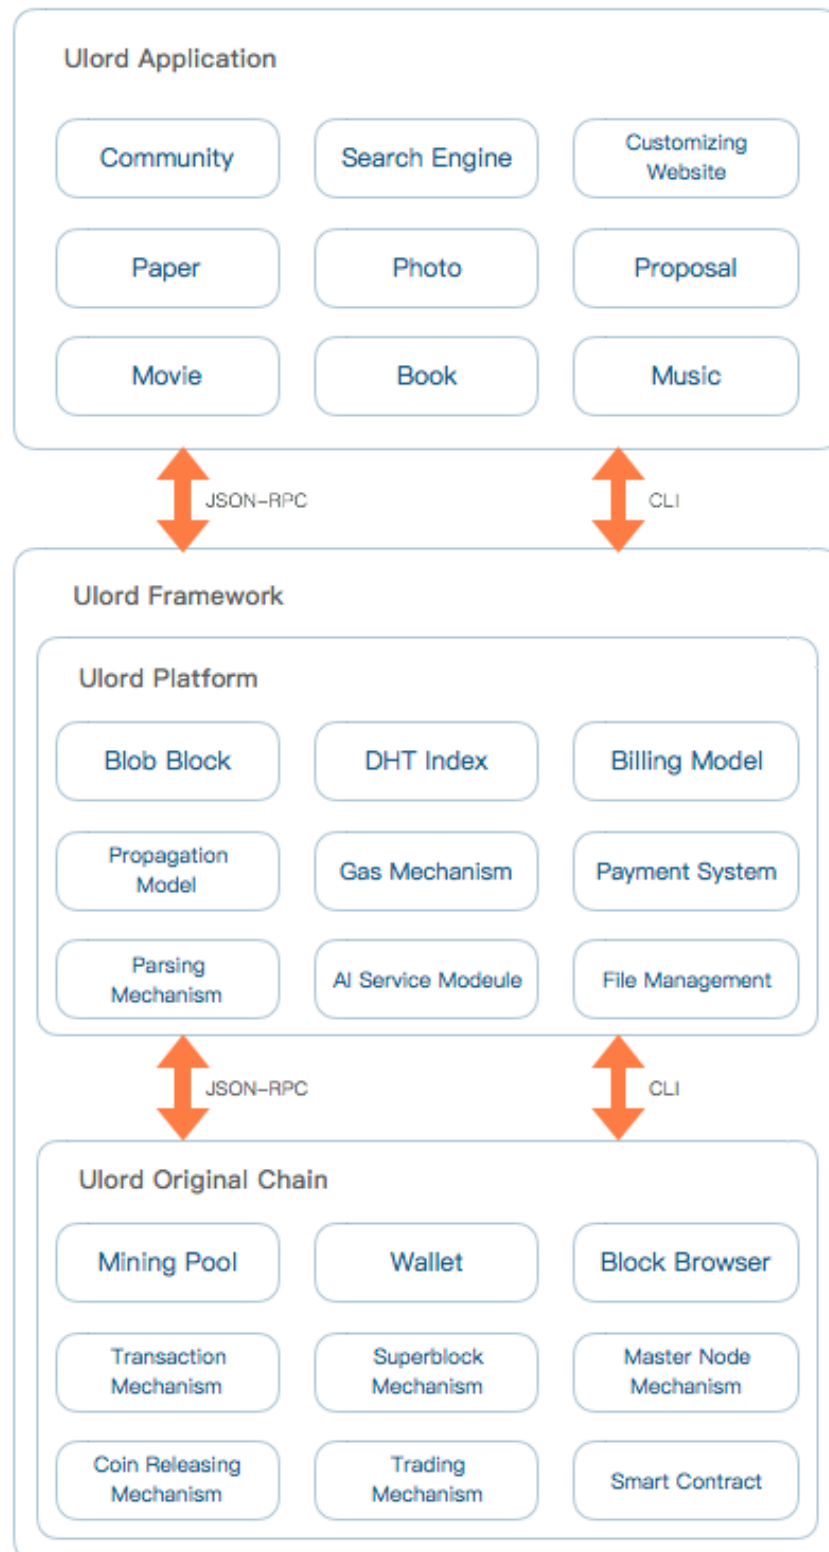 Ulord Application
Community
Search Engine
Customizing
Website
Paper
Photo
Proposal
Movie
Book
Music
JSON-RPC
CLI
Ulord Framework
Ulord Platform
Blob Block
DHT Index
Billing Model
Propagation
Model
Gas Mechanism
Payment System
Parsing
Mechanism
AI Service Modeule
File Management
JSON-RPC
CLI
Ulord Original Chain
Mining Pool
Wallet
Block Browser
Transaction
Mechanism
Superblock
Mechanism
Master Node
Mechanism
Coin Releasing
Mechanism
Trading
Mechanism
Smart Contract